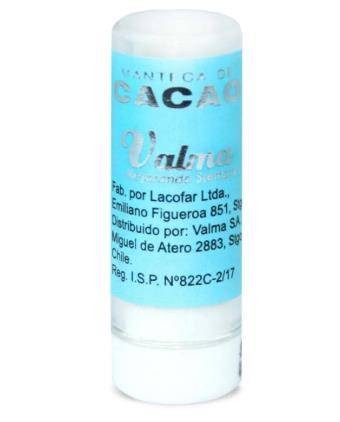 MANTECA DE
CACAO
Valma
Fab. por Lacofar Ltda.,
Emiliano Figueroa 851, Stg
Distribuido por: Valma SA.
Miguel de Atero 2883, Stgo
Chile.
Reg. I.S.P. Nº822C-2/17